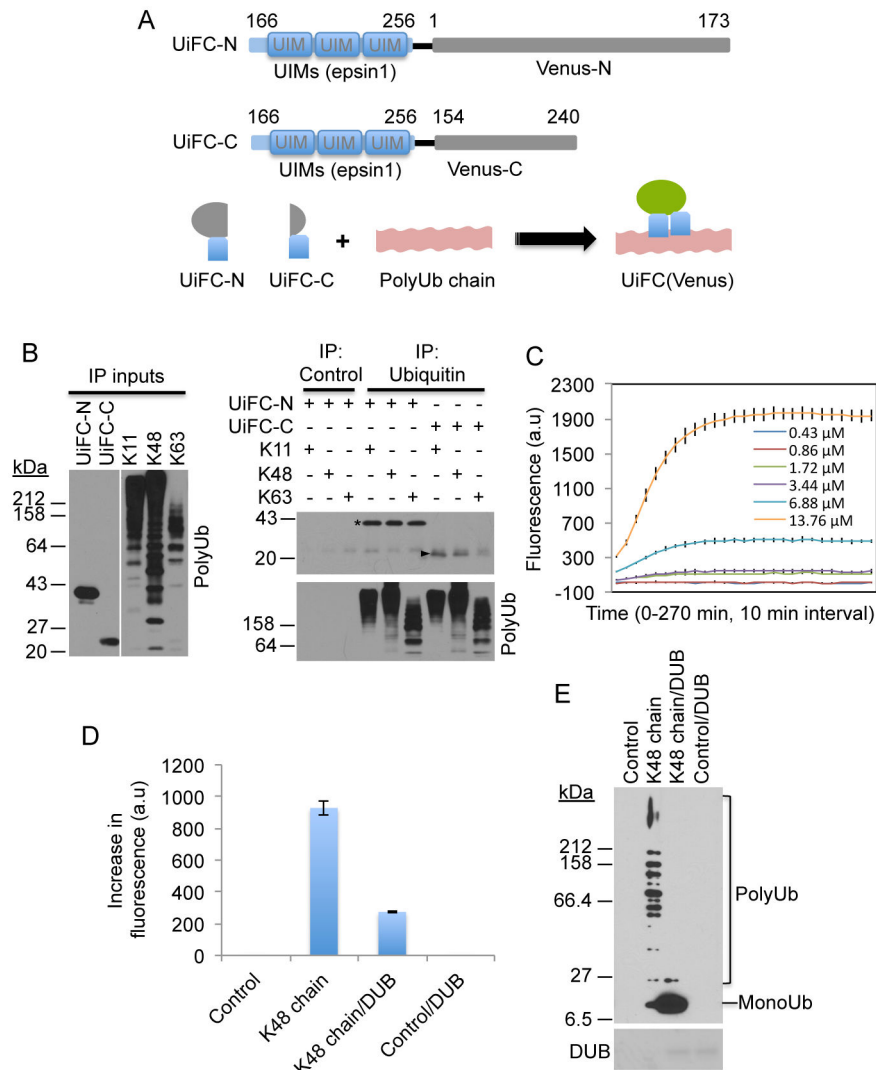 A
166 256 1 173
UiFC-N UIM UIM UIM
UIMs (epsin1) Venus-N
166 256 154 240
UiFC-C UIM UIM UIM
UIMs (epsin1) Venus-C
+
UiFC-N UiFC-C PolyUb chain UiFC(Venus)
B
IP inputs
UiFC-N
UiFC-C
K11
K48
K63
kDa
212
158
64
43
27
20
PolyUb
IP:
Control
IP:
Ubiquitin
UiFC-N + + + + + + - - -
UiFC-C - - - - - - + + +
K11 + - - + - - + - -
K48 - + - - + - - + -
K63 - - + - - + - - +
43
*
20
158
64
PolyUb
C
2300
1900
1500
1100
700
300
-100
Fluorescence (a.u)
0.43 µM
0.86 µM
1.72 µM
3.44 µM
6.88 µM
13.76 µM
Time (0-270 min, 10 min interval)
D
1200
1000
800
600
400
200
0
Increase in
fluorescence (a.u)
Control
K48 chain
K48 chain/DUB
Control/DUB
E
Control
K48 chain
K48 chain/DUB
Control/DUB
kDa
212
158
66.4
27
6.5
PolyUb
MonoUb
DUB